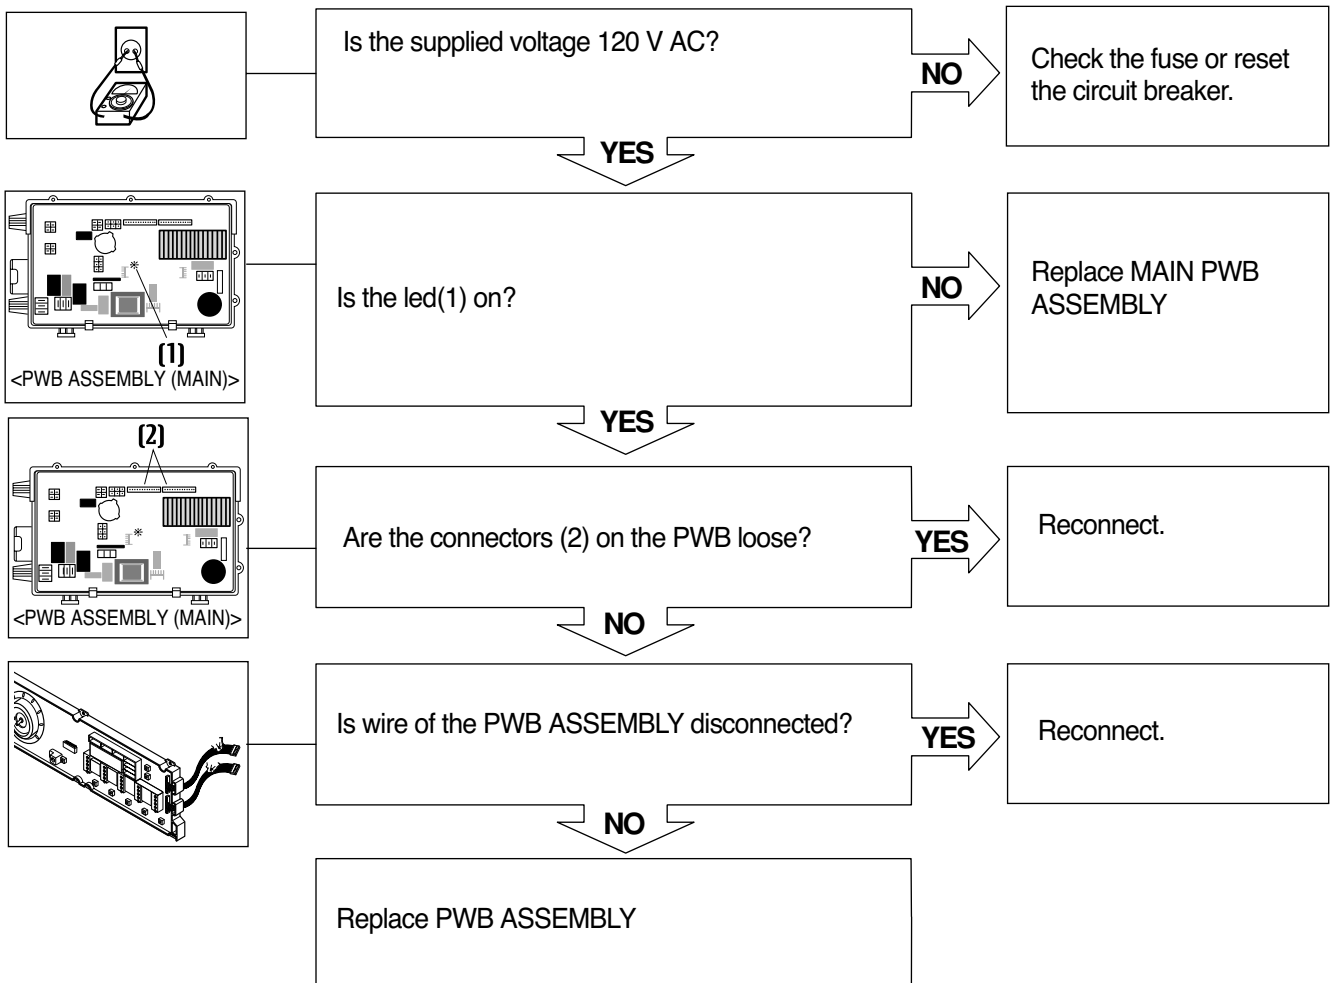 Is the supplied voltage 120 V AC?
NO
Check the fuse or reset
the circuit breaker.
YES
(1)
<PWB ASSEMBLY (MAIN)>
Is the led(1) on?
NO
Replace MAIN PWB
ASSEMBLY
YES
(2)
<PWB ASSEMBLY (MAIN)>
Are the connectors (2) on the PWB loose?
YES
Reconnect.
NO
Is wire of the PWB ASSEMBLY disconnected?
YES
Reconnect.
NO
Replace PWB ASSEMBLY